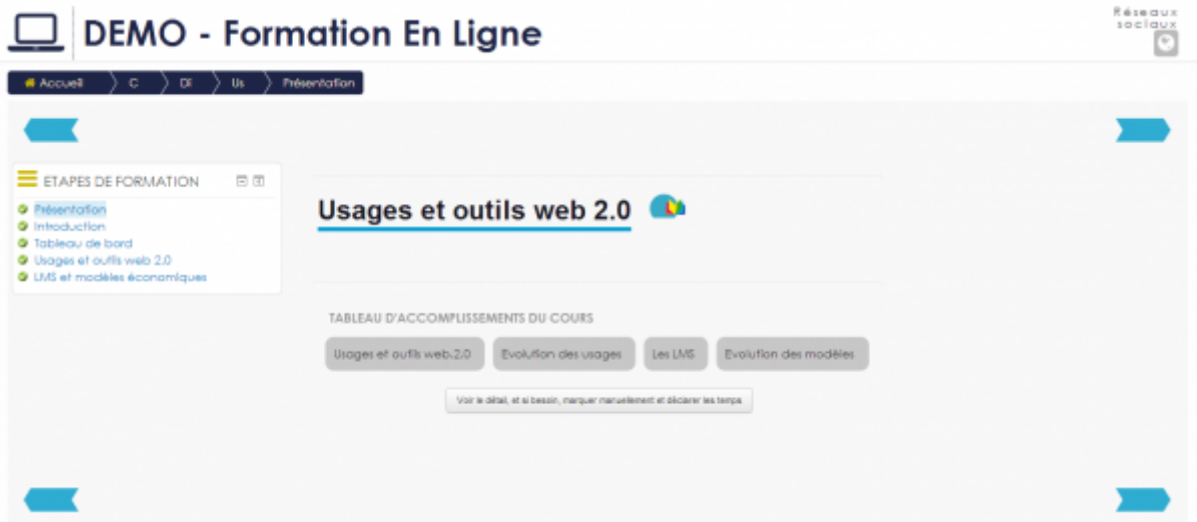 DEMO - Formation En Ligne
Réseaux
sociaux
Accueil
C
Di
Us
Présentation
ETAPES DE FORMATION
Présentation
Introduction
Tableau de bord
Usages et outils web 2.0
LMS et modèles économiques
Usages et outils web 2.0
TABLEAU D'ACCOMPLISSEMENTS DU COURS
Usages et outils web.2.0
Evolution des usages
Les LMS
Evolution des modèles
Voir le détail, et si besoin, marquer manuellement et déclarer les temps